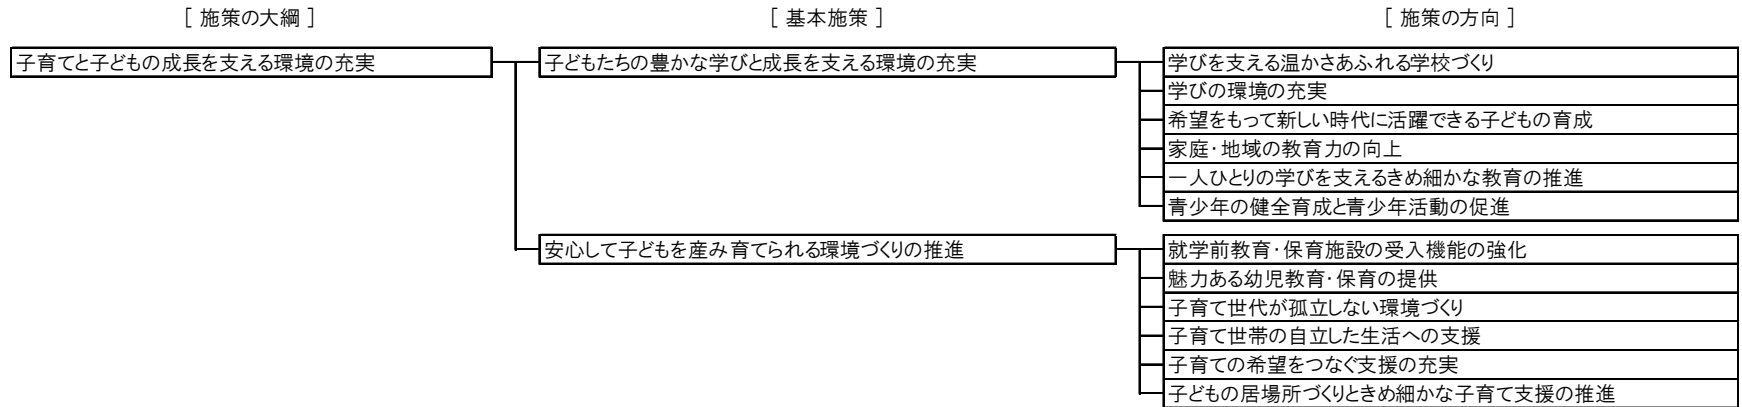 [ 施策の大綱 ]
[ 基本施策 ]
[ 施策の方向 ]
子育てと子どもの成長を支える環境の充実
子どもたちの豊かな学びと成長を支える環境の充実
学びを支える温かさあふれる学校づくり
学びの環境の充実
希望をもって新しい時代に活躍できる子どもの育成
家庭・地域の教育力の向上
一人ひとりの学びを支えるきめ細かな教育の推進
青少年の健全育成と青少年活動の促進
安心して子どもを産み育てられる環境づくりの推進
就学前教育・保育施設の受入機能の強化
魅力ある幼児教育・保育の提供
子育て世代が孤立しない環境づくり
子育て世帯の自立した生活への支援
子育ての希望をつなぐ支援の充実
子どもの居場所づくりときめ細かな子育て支援の推進